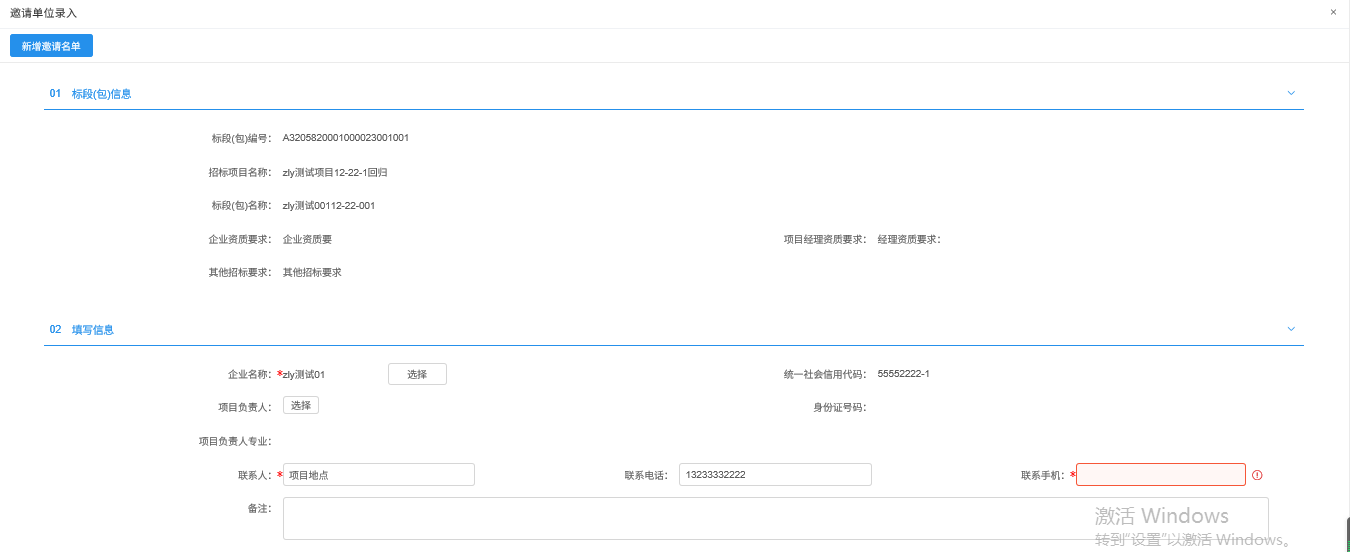 邀请单位录入 ×
新增邀请名单
01 标段(包)信息
标段(包)编号： A3205820001000023001001
招标项目名称： zly测试项目12-22-1回归
标段(包)名称： zly测试00112-22-001
企业资质要求： 企业资质要 项目经理资质要求： 经理资质要求：
其他招标要求： 其他招标要求
02 填写信息
企业名称： *zly测试01 选择 统一社会信用代码： 55552222-1
项目负责人： 选择 身份证号码：
项目负责人专业：
联系人： * 项目地点 联系电话： 13233332222 联系手机： *
备注：
激活 Windows
转到“设置”以激活 Windows。